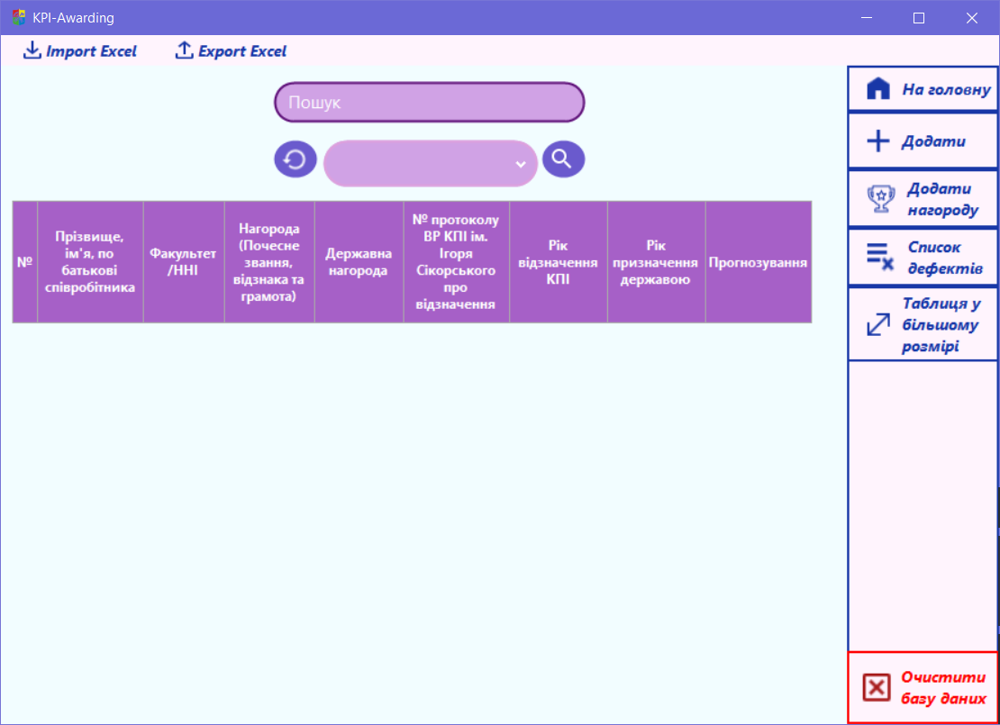 KPI-Awarding
Import Excel
Export Excel
Пошук
№
Прізвище,
ім'я, по
батькові
співробітника
Факультет
/ННІ
Нагорода
(Почесне
звання,
відзнака та
грамота)
Державна
нагорода
№ протоколу
ВР КПІ ім.
Ігоря
Сікорського
про
відзначення
Рік
відзначення
КПІ
Рік
призначення
державою
Прогнозування
На головну
Додати
Додати
нагороду
Список
дефектів
Таблиця у
більшому
розмірі
Очистити
базу даних